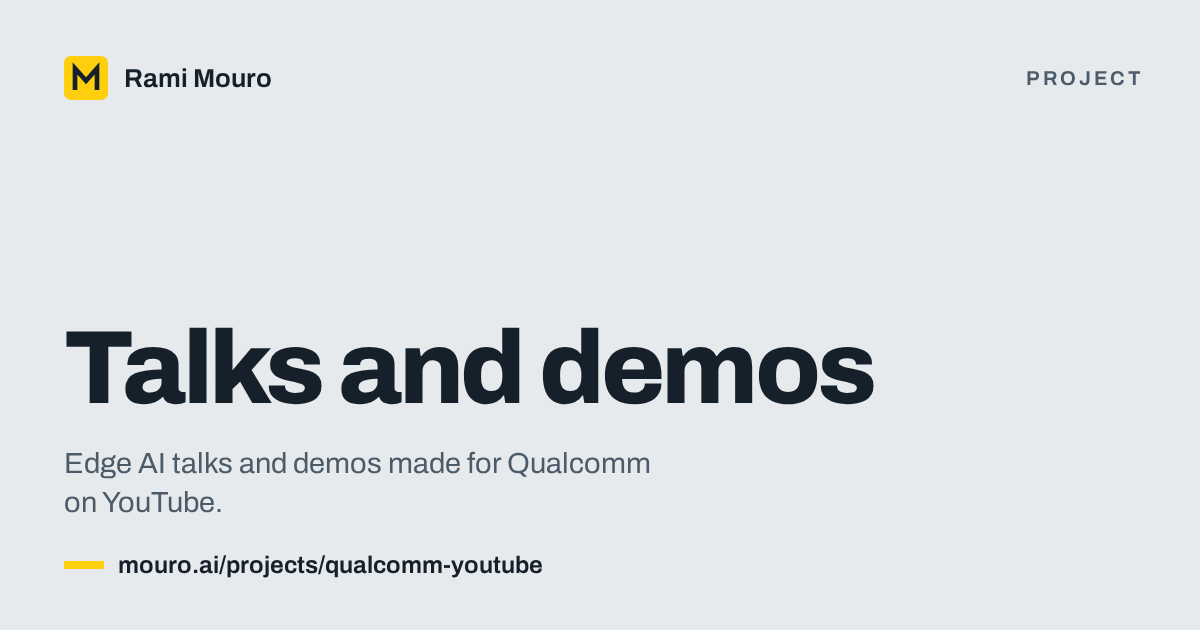 M
Rami Mouro
PROJECT
Talks and demos
Edge AI talks and demos made for Qualcomm
on YouTube.
mouro.ai/projects/qualcomm-youtube